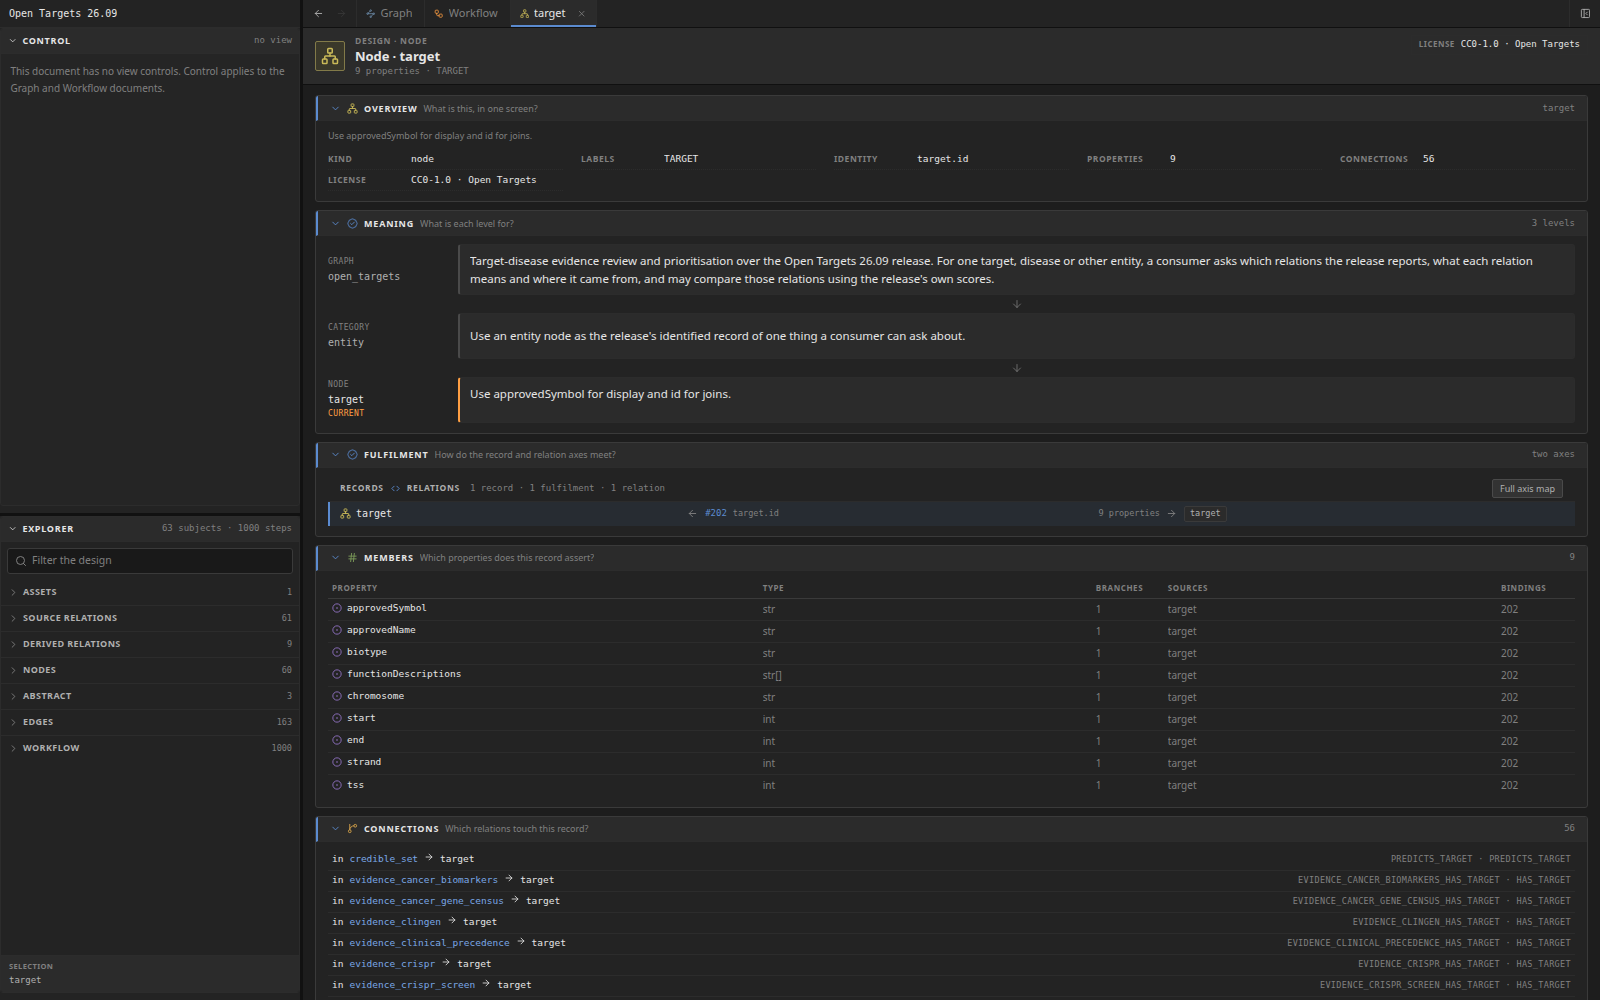 Open Targets 26.09
CONTROL
no view
This document has no view controls. Control applies to the
Graph and Workflow documents.
EXPLORER
63 subjects · 1000 steps
Filter the design
ASSETS 1
SOURCE RELATIONS 61
DERIVED RELATIONS 9
NODES 60
ABSTRACT 3
EDGES 163
WORKFLOW 1000
SELECTION
target
← → Graph Workflow target ×
DESIGN · NODE
Node · target
9 properties · TARGET
LICENSE CC0-1.0 · Open Targets
OVERVIEW What is this, in one screen? target
Use approvedSymbol for display and id for joins.
KIND node LABELS TARGET IDENTITY target.id PROPERTIES 9 CONNECTIONS 56
LICENSE CC0-1.0 · Open Targets
MEANING What is each level for? 3 levels
GRAPH
open_targets
Target-disease evidence review and prioritisation over the Open Targets 26.09 release. For one target, disease or other entity, a consumer asks which relations the release reports, what each relation
means and where it came from, and may compare those relations using the release's own scores.
↓
CATEGORY
entity
Use an entity node as the release's identified record of one thing a consumer can ask about.
↓
NODE
target
CURRENT
Use approvedSymbol for display and id for joins.
FULFILMENT How do the record and relation axes meet? two axes
RECORDS <> RELATIONS 1 record · 1 fulfilment · 1 relation Full axis map
target ← #202 target.id 9 properties → target
MEMBERS Which properties does this record assert? 9
PROPERTY TYPE BRANCHES SOURCES BINDINGS
approvedSymbol str 1 target 202
approvedName str 1 target 202
biotype str 1 target 202
functionDescriptions str[] 1 target 202
chromosome str 1 target 202
start int 1 target 202
end int 1 target 202
strand int 1 target 202
tss int 1 target 202
CONNECTIONS Which relations touch this record? 56
in credible_set → target PREDICTS_TARGET · PREDICTS_TARGET
in evidence_cancer_biomarkers → target EVIDENCE_CANCER_BIOMARKERS_HAS_TARGET · HAS_TARGET
in evidence_cancer_gene_census → target EVIDENCE_CANCER_GENE_CENSUS_HAS_TARGET · HAS_TARGET
in evidence_clingen → target EVIDENCE_CLINGEN_HAS_TARGET · HAS_TARGET
in evidence_clinical_precedence → target EVIDENCE_CLINICAL_PRECEDENCE_HAS_TARGET · HAS_TARGET
in evidence_crispr → target EVIDENCE_CRISPR_HAS_TARGET · HAS_TARGET
in evidence_crispr_screen → target EVIDENCE_CRISPR_SCREEN_HAS_TARGET · HAS_TARGET